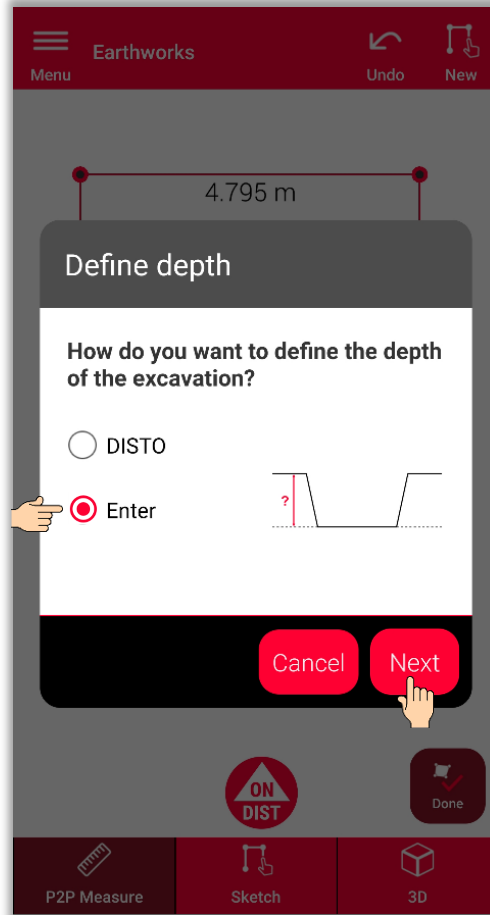 Menu
Earthworks
Undo
New
4.795 m
Define depth
How do you want to define the depth
of the excavation?
DISTO
Enter
?
Cancel
Next
ON
DIST
Done
P2P Measure
Sketch
3D